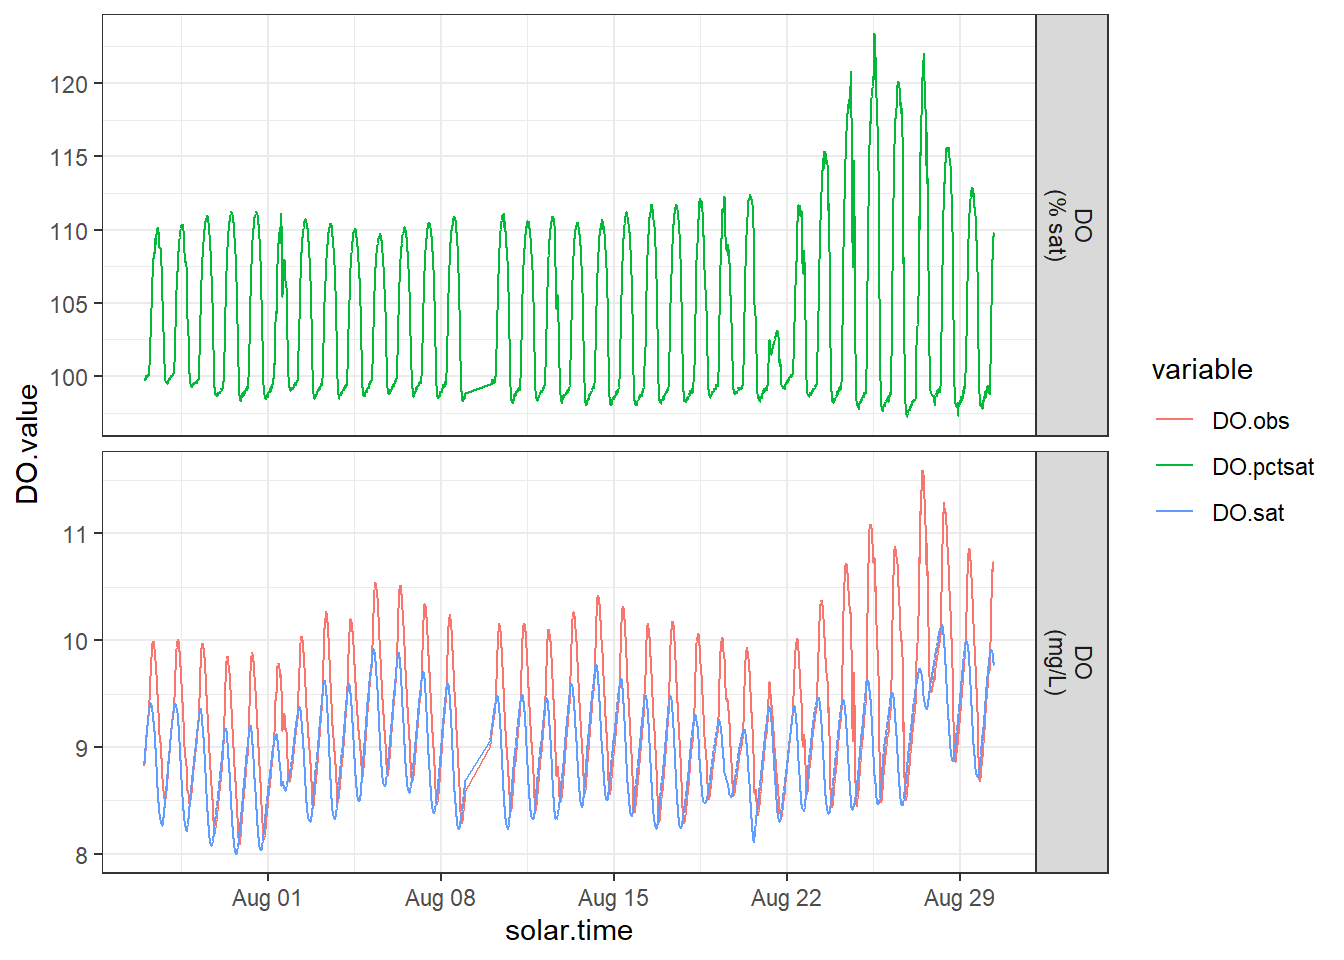 DO.value
120
115
110
105
100
DO
(% sat)
11
10
9
8
DO
(mg/L)
Aug 01
Aug 08
Aug 15
Aug 22
Aug 29
solar.time
variable
DO.obs
DO.pctsat
DO.sat